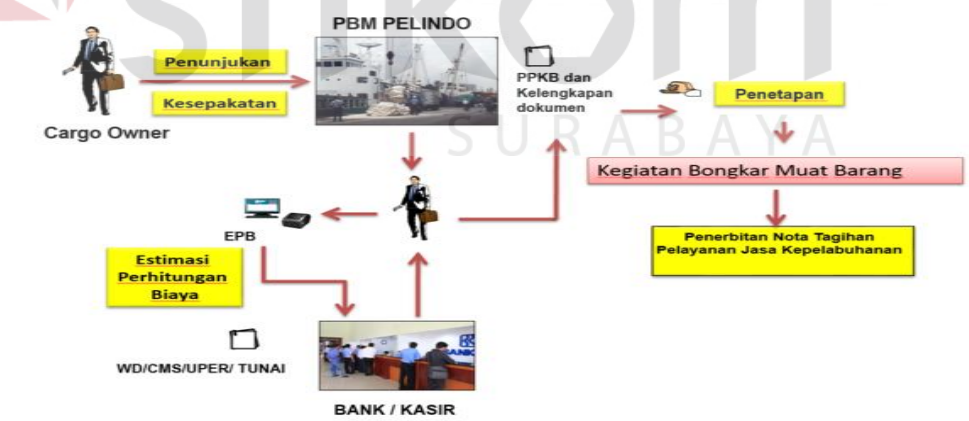 PBM PELINDO
Penunjukan
Kesepakatan
Cargo Owner
PPKB dan
Kelengkapan
dokumen
Penetapan
SURABAYA
Kegiatan Bongkar Muat Barang
Penerbitan Nota Tagihan
Pelayanan Jasa Kepelabuhanan
EPB
Estimasi
Perhitungan
Biaya
WD/CMS/UPER/ TUNAI
BANK / KASIR